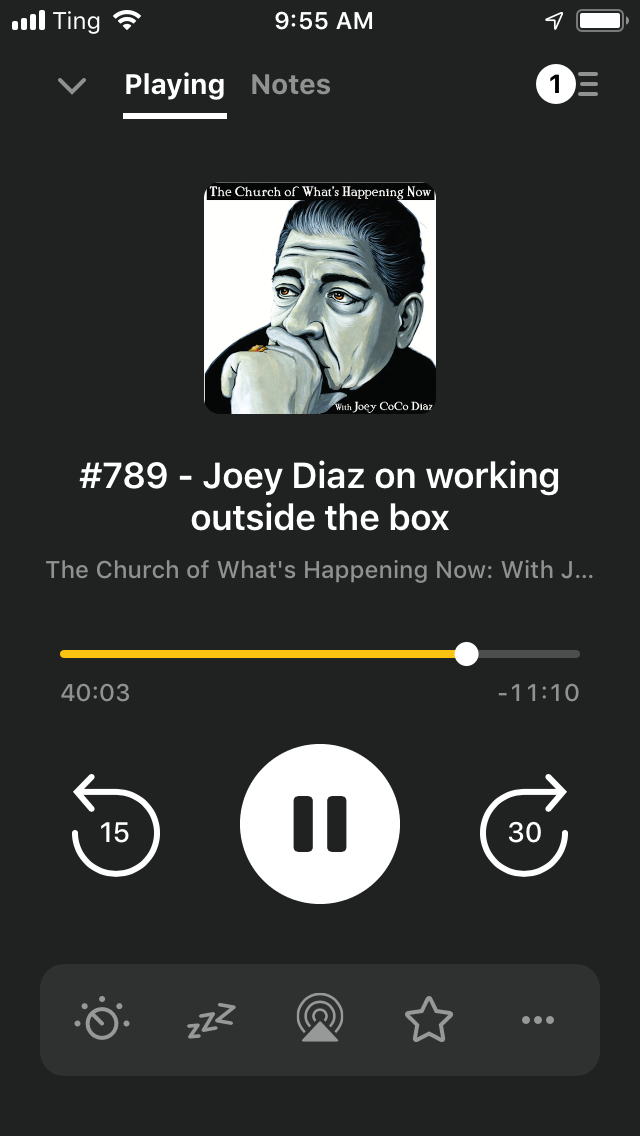 Ting
9:55 AM
Playing
Notes
1
The Church of What's Happening Now
With Joey CoCo Diaz
#789 - Joey Diaz on working
outside the box
The Church of What's Happening Now: With J...
40:03
-11:10
15
30
zzz